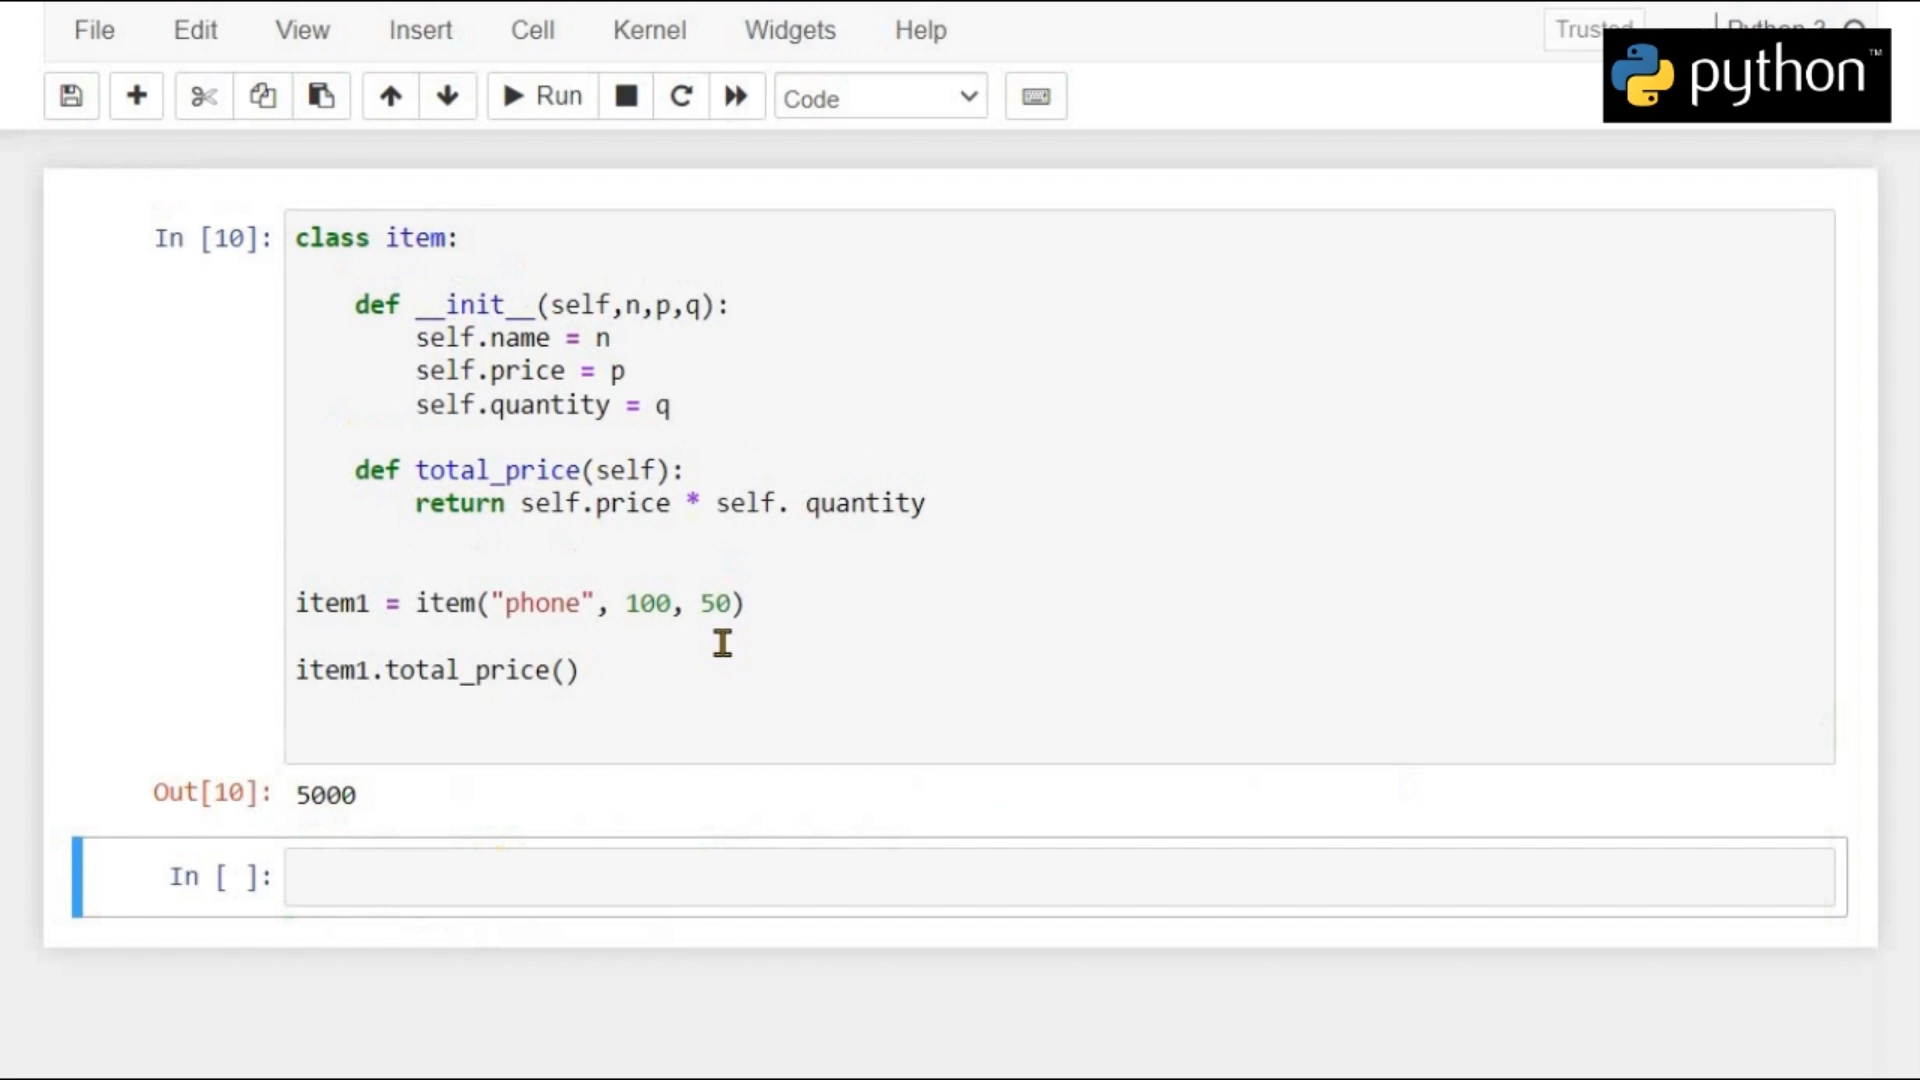 File Edit View Insert Cell Kernel Widgets Help
python™
Run Code
In [10]: class item:
def __init__(self,n,p,q):
self.name = n
self.price = p
self.quantity = q
def total_price(self):
return self.price * self. quantity
item1 = item("phone", 100, 50)
item1.total_price()
Out[10]: 5000
In [ ]: